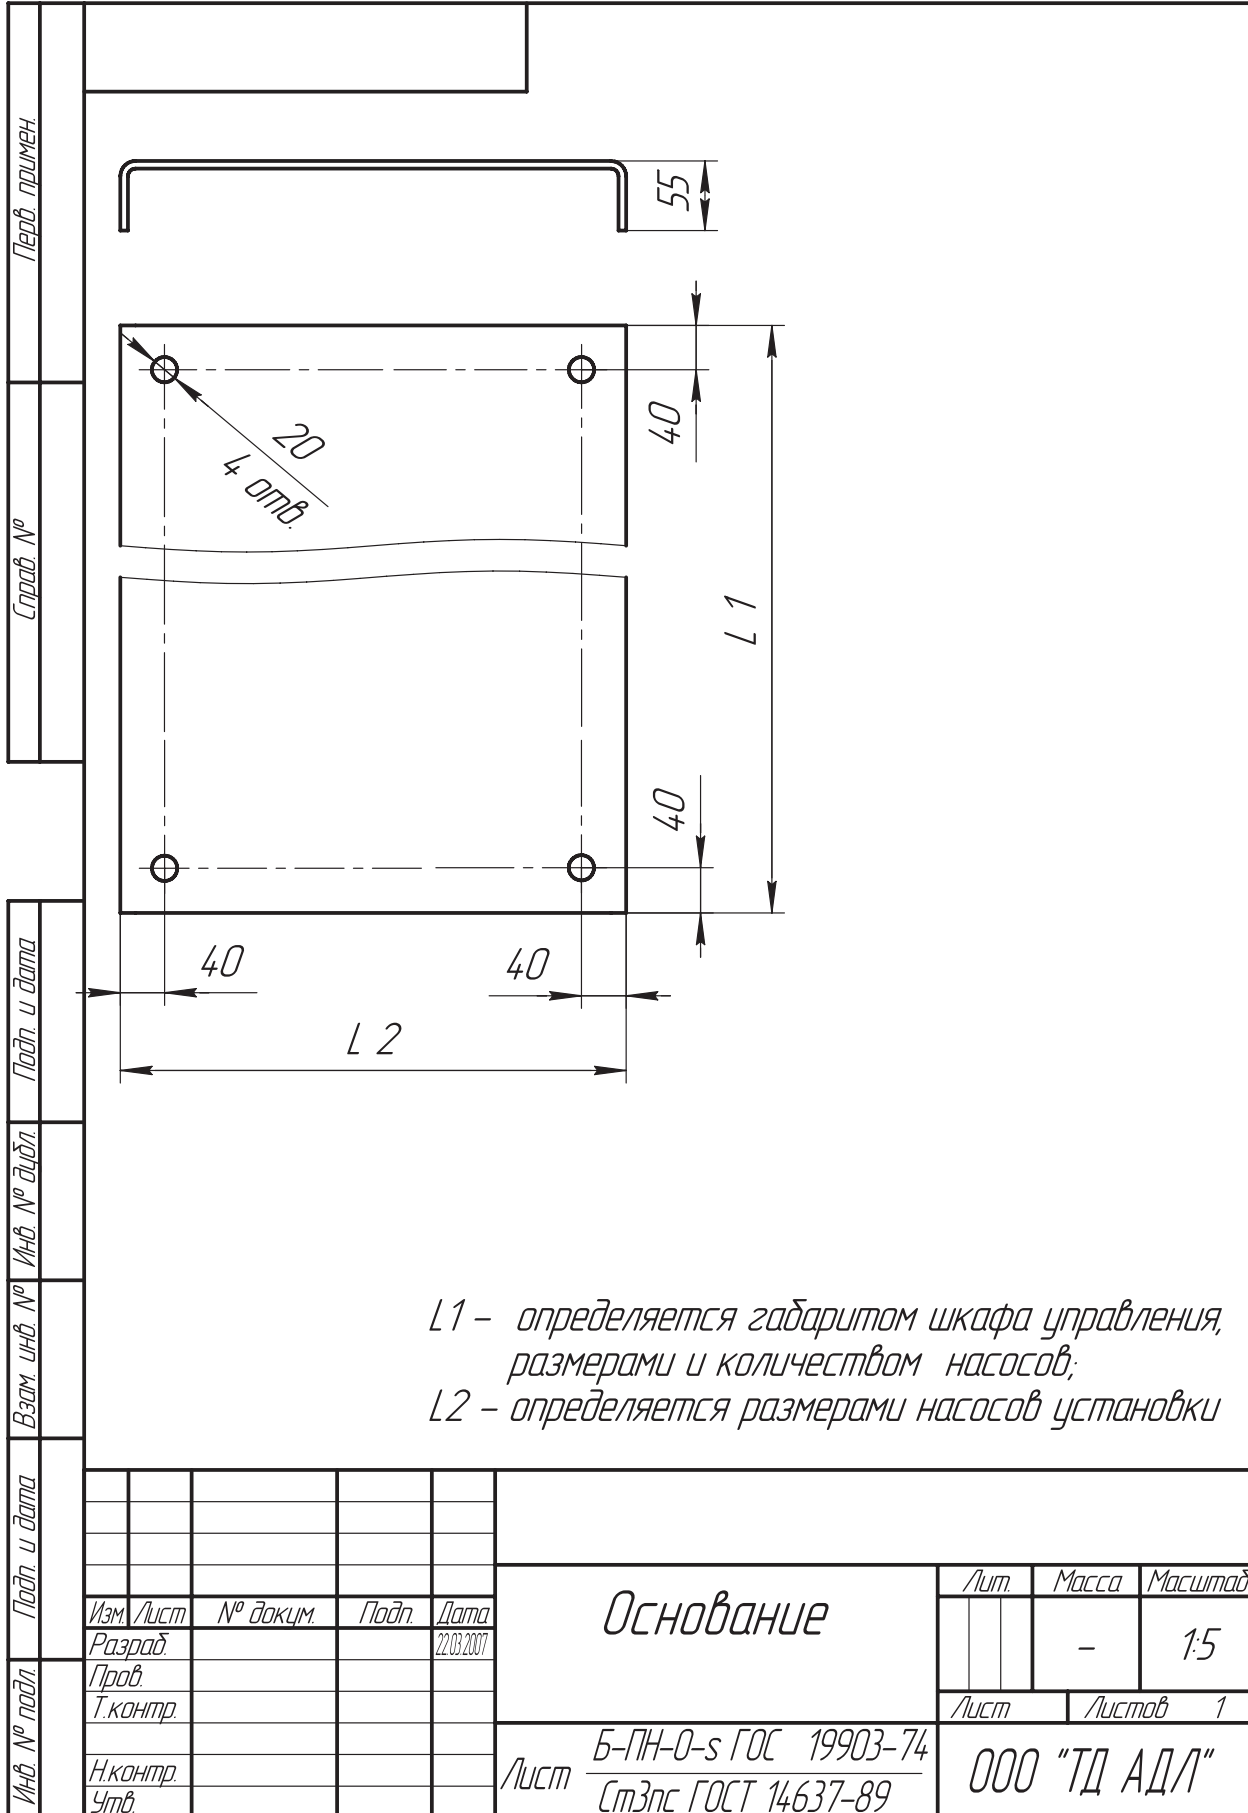 Перв. примен.
Справ. №
Подп. и дата
Инв. № дубл.
Взам. инв. №
Подп. и дата
Инв. № подл.
55
40
20
4 отв.
L 1
40
40
40
L 2
L1 – определяется габаритом шкафа управления,
размерами и количеством насосов;
L2 – определяется размерами насосов установки
Изм. Лист № докум. Подп. Дата
Разраб. 22.03.2007
Пров.
Т.контр.
Н.контр.
Утв.
Основание
Лит. Масса Масштаб
– 1:5
Лист Листов 1
Лист Б-ПН-О-s ГОС 19903-74
Ст3пс ГОСТ 14637-89
ООО "ТД АДЛ"